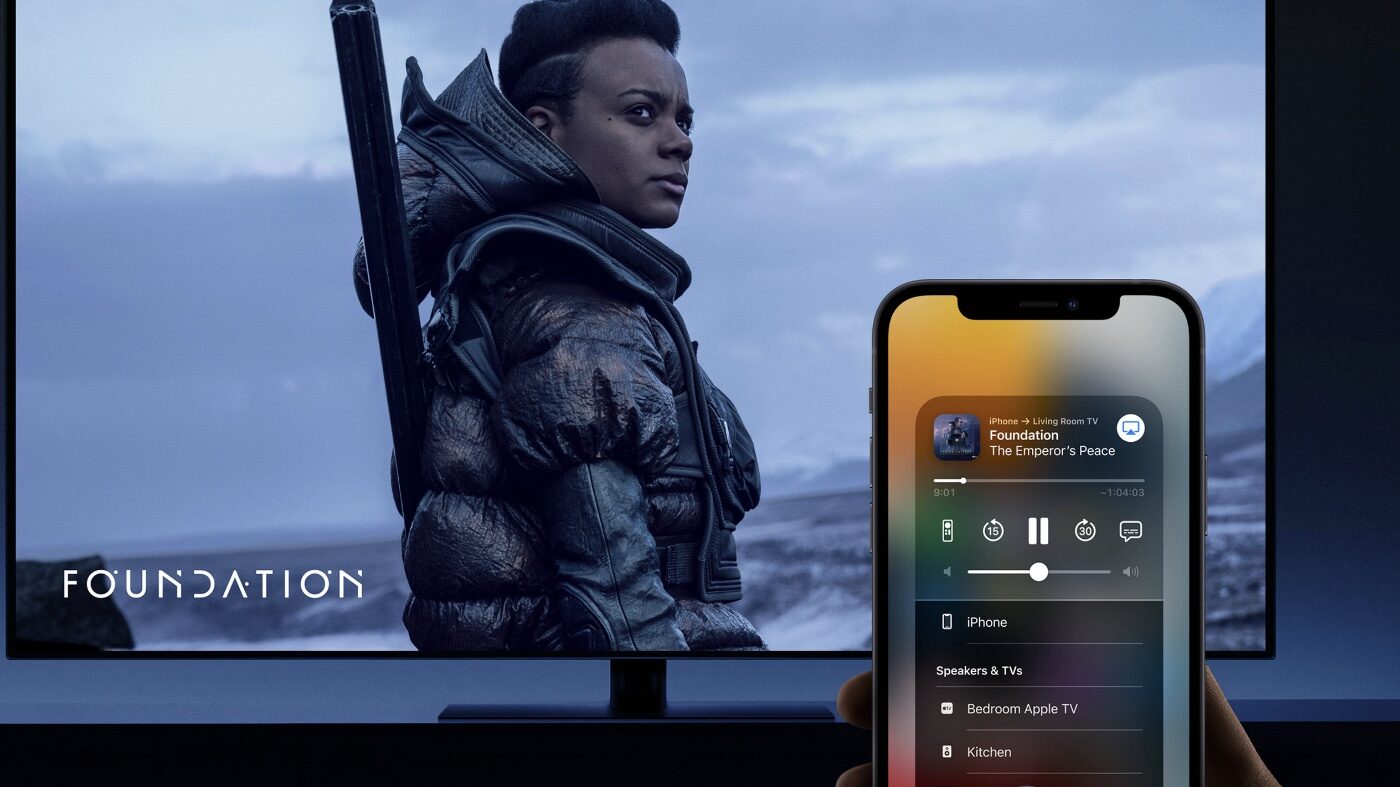 FOUNDATION
iPhone → Living Room TV
Foundation
The Emperor's Peace
9:01 -1:04:03
15 30
iPhone
Speakers & TVs
tv Bedroom Apple TV
Kitchen